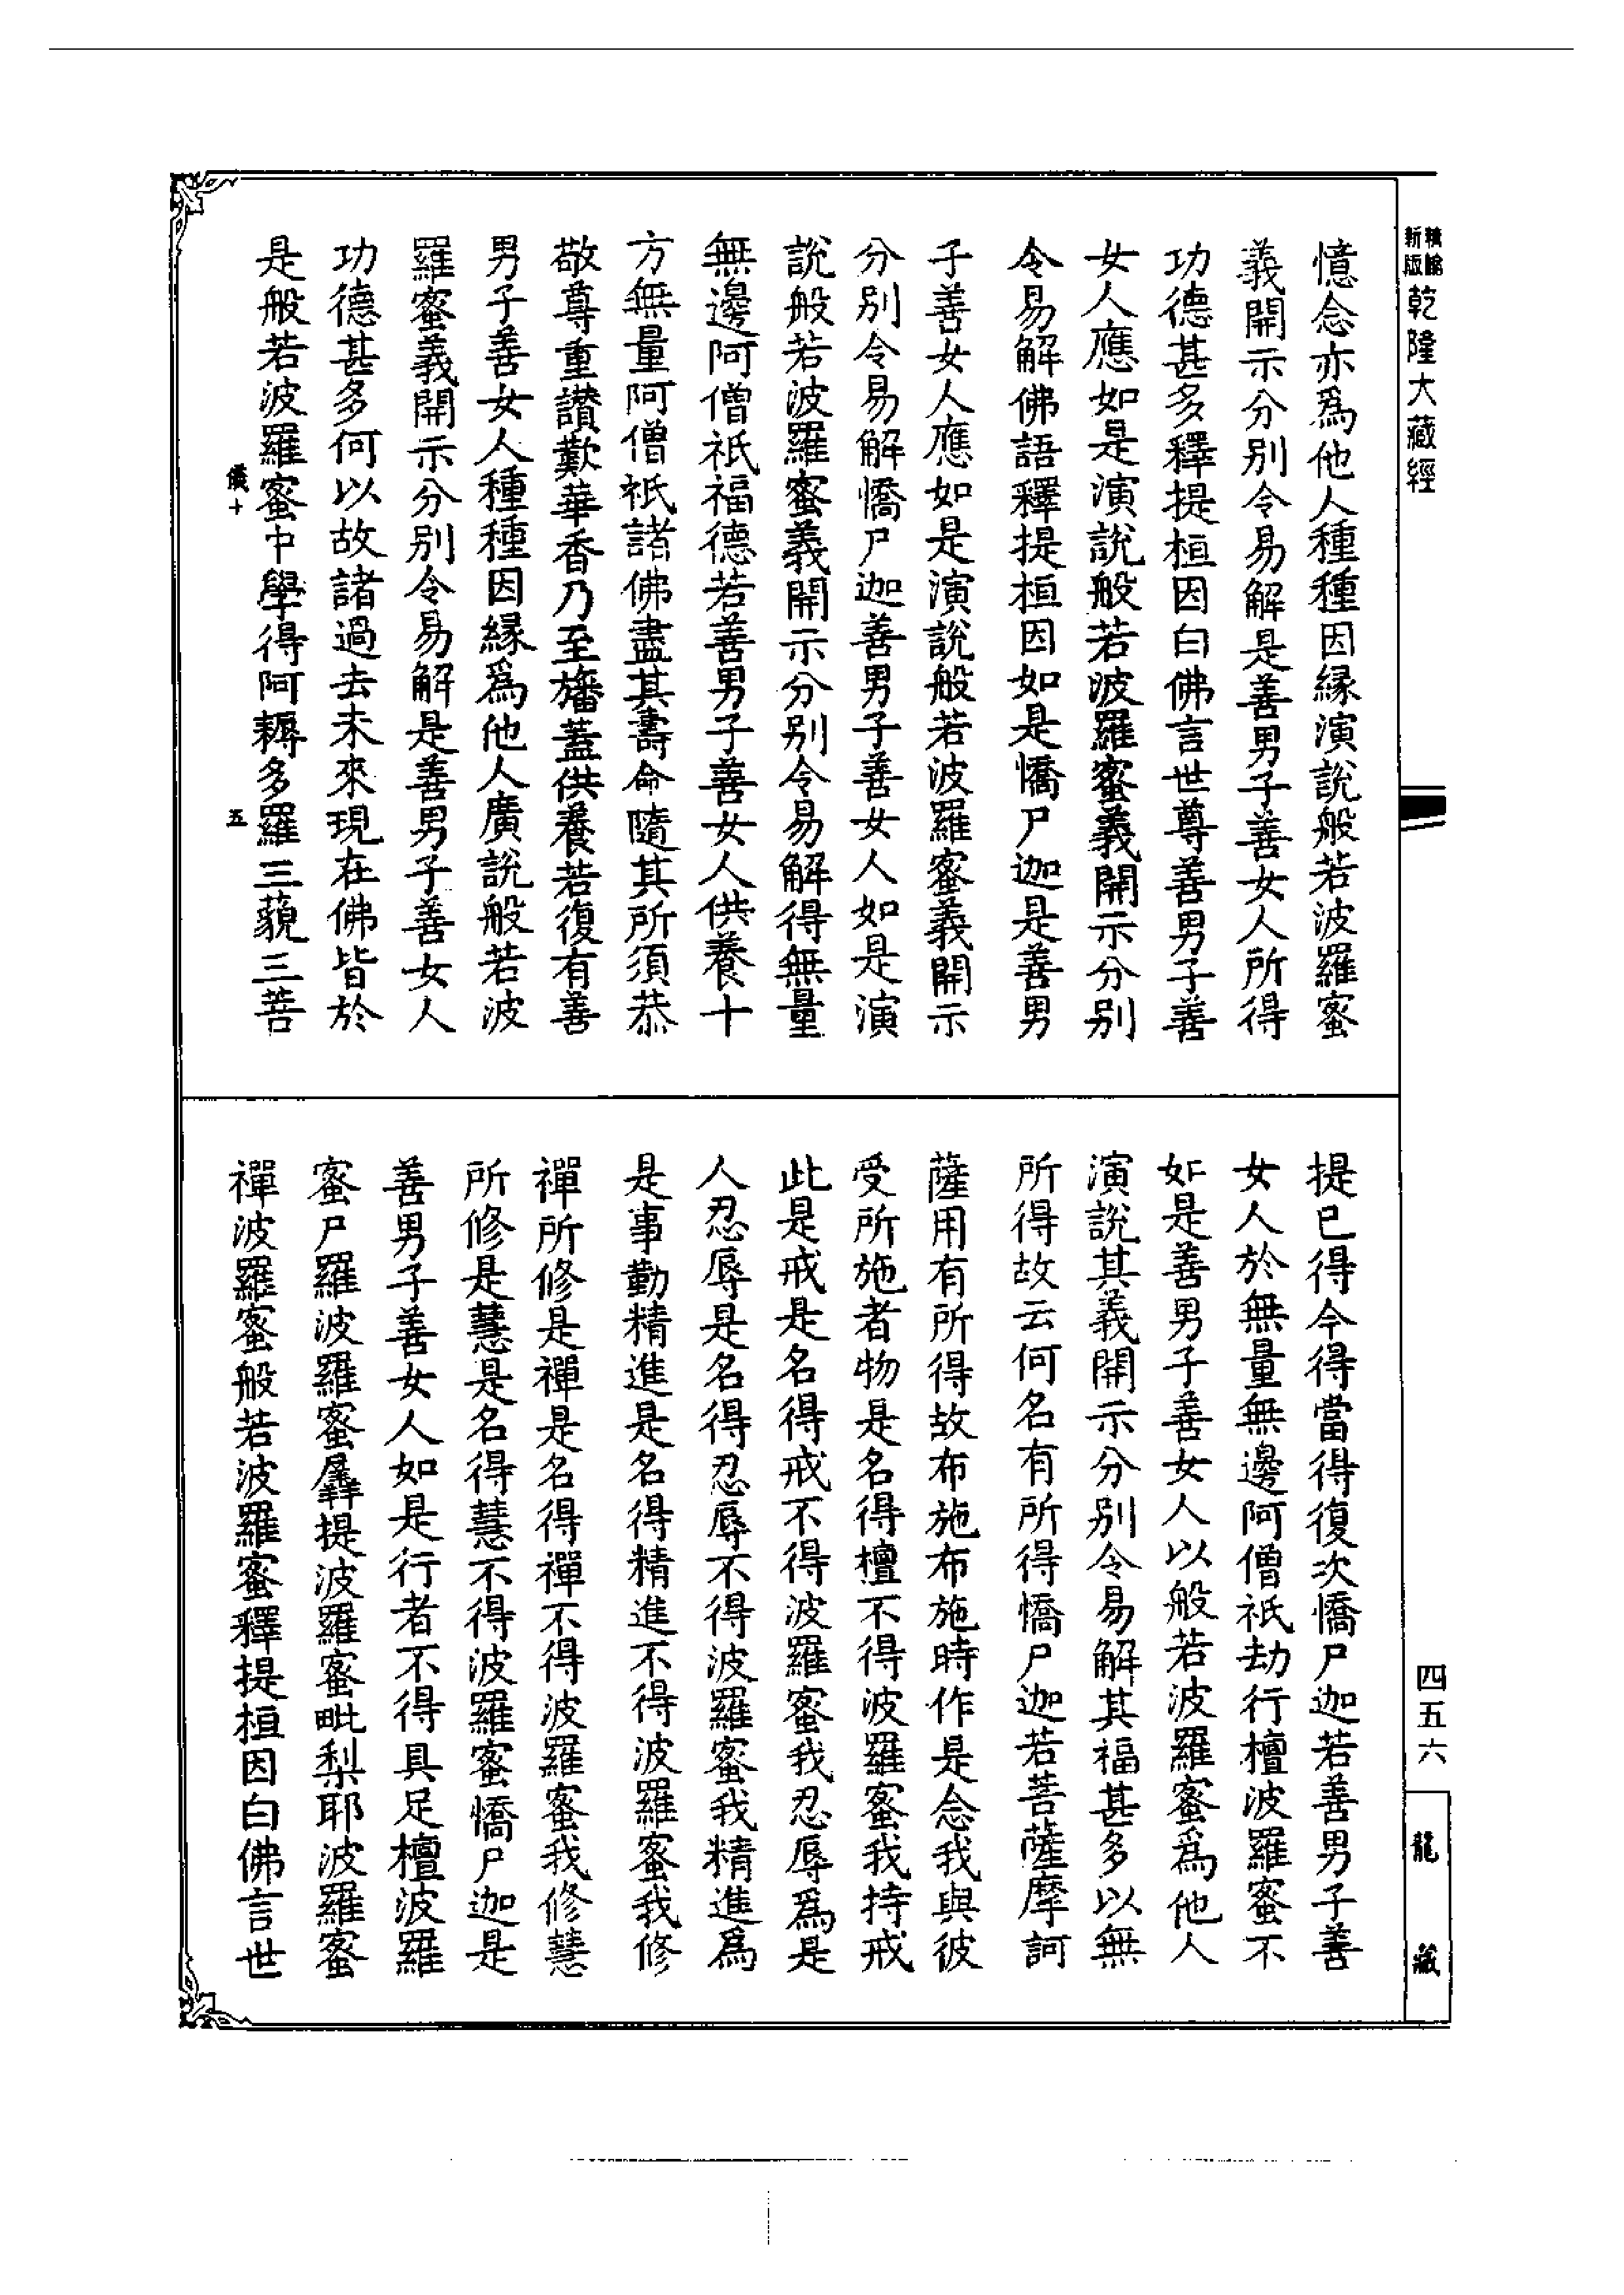 新版精縮乾隆大藏經
憶念亦爲他人種種因緣演說般若波羅蜜
義開示分別令易解是善男子善女人所得
功德甚多釋提桓因白佛言世尊善男子善
女人應如是演說般若波羅蜜義開示分別
令易解佛語釋提桓因如是憍尸迦是善男
子善女人應如是演說般若波羅蜜義開示
分別令易解憍尸迦善男子善女人如是演
說般若波羅蜜義開示分別令易解得無量
無邊阿僧祇福德若善男子善女人供養十
方無量阿僧祇諸佛盡其壽命隨其所須恭
敬尊重讚歎華香乃至旛蓋供養若復有善
男子善女人種種因緣爲他人廣說般若波
羅蜜義開示分別令易解是善男子善女人
功德甚多何以故諸過去未來現在佛皆於
是般若波羅蜜中學得阿耨多羅三藐三菩
儀十
五
提已得今得當得復次憍尸迦若善男子善
女人於無量無邊阿僧祇劫行檀波羅蜜不
如是善男子善女人以般若波羅蜜爲他人
演說其義開示分別令易解其福甚多以無
所得故云何名有所得憍尸迦若菩薩摩訶
薩用有所得故布施布施時作是念我與彼
受所施者物是名得檀不得波羅蜜我持戒
此是戒是名得戒不得波羅蜜我忍辱爲是
人忍辱是名得忍辱不得波羅蜜我精進爲
是事勤精進是名得精進不得波羅蜜我修
禪所修是禪是名得禪不得波羅蜜我修慧
所修是慧是名得慧不得波羅蜜憍尸迦是
善男子善女人如是行者不得具足檀波羅
蜜尸羅波羅蜜羼提波羅蜜毗梨耶波羅蜜
禪波羅蜜般若波羅蜜釋提桓因白佛言世
四五六
龍藏